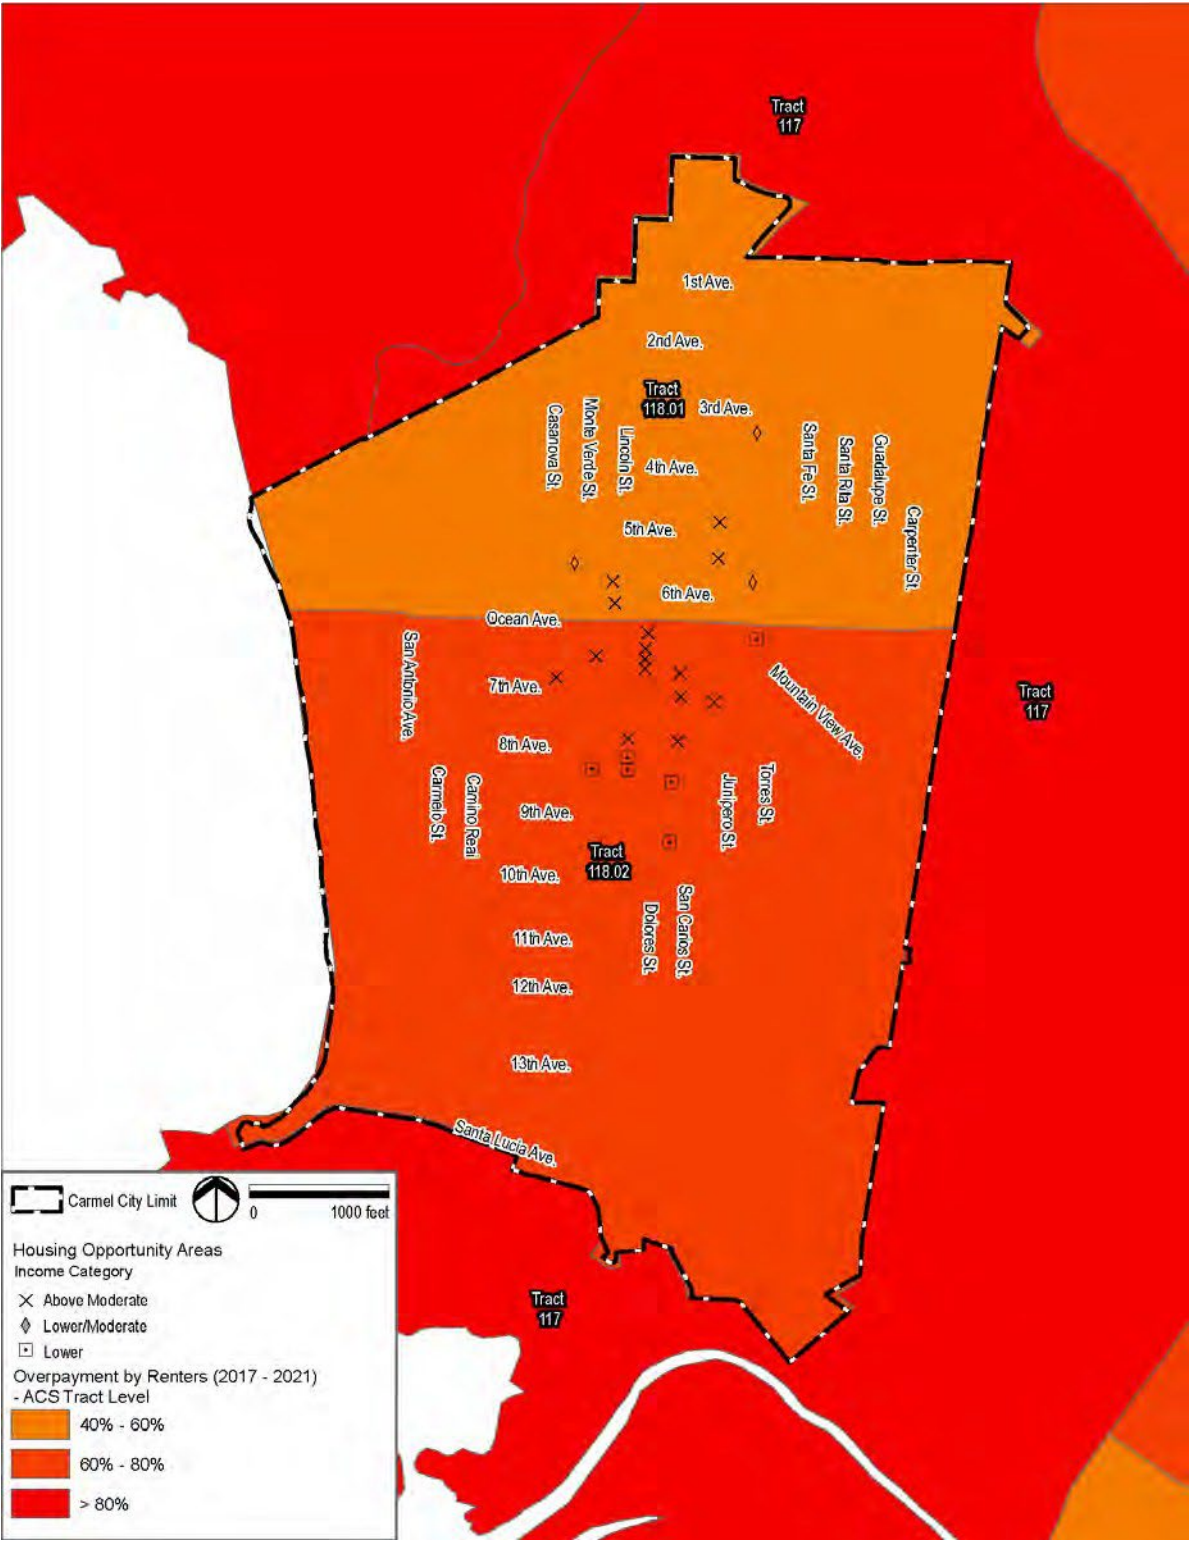 Tract
117
1st Ave.
2nd Ave.
Tract
118.01
3rd Ave.
Casanova St.
Monte Verde St.
Lincoln St.
4th Ave.
Santa Fe St.
Santa Rita St.
Guadalupe St.
Carpenter St.
5th Ave.
6th Ave.
Ocean Ave.
San Antonio Ave.
7th Ave.
Mountain View Ave.
Tract
117
8th Ave.
Carmelo St.
Camino Real
9th Ave.
Junipero St.
Torres St.
Tract
118.02
10th Ave.
Dolores St.
San Carlos St.
11th Ave.
12th Ave.
13th Ave.
Santa Lucia Ave.
Tract
117
Carmel City Limit
0 1000 feet
Housing Opportunity Areas
Income Category
Above Moderate
Lower/Moderate
Lower
Overpayment by Renters (2017 - 2021)
- ACS Tract Level
40% - 60%
60% - 80%
> 80%